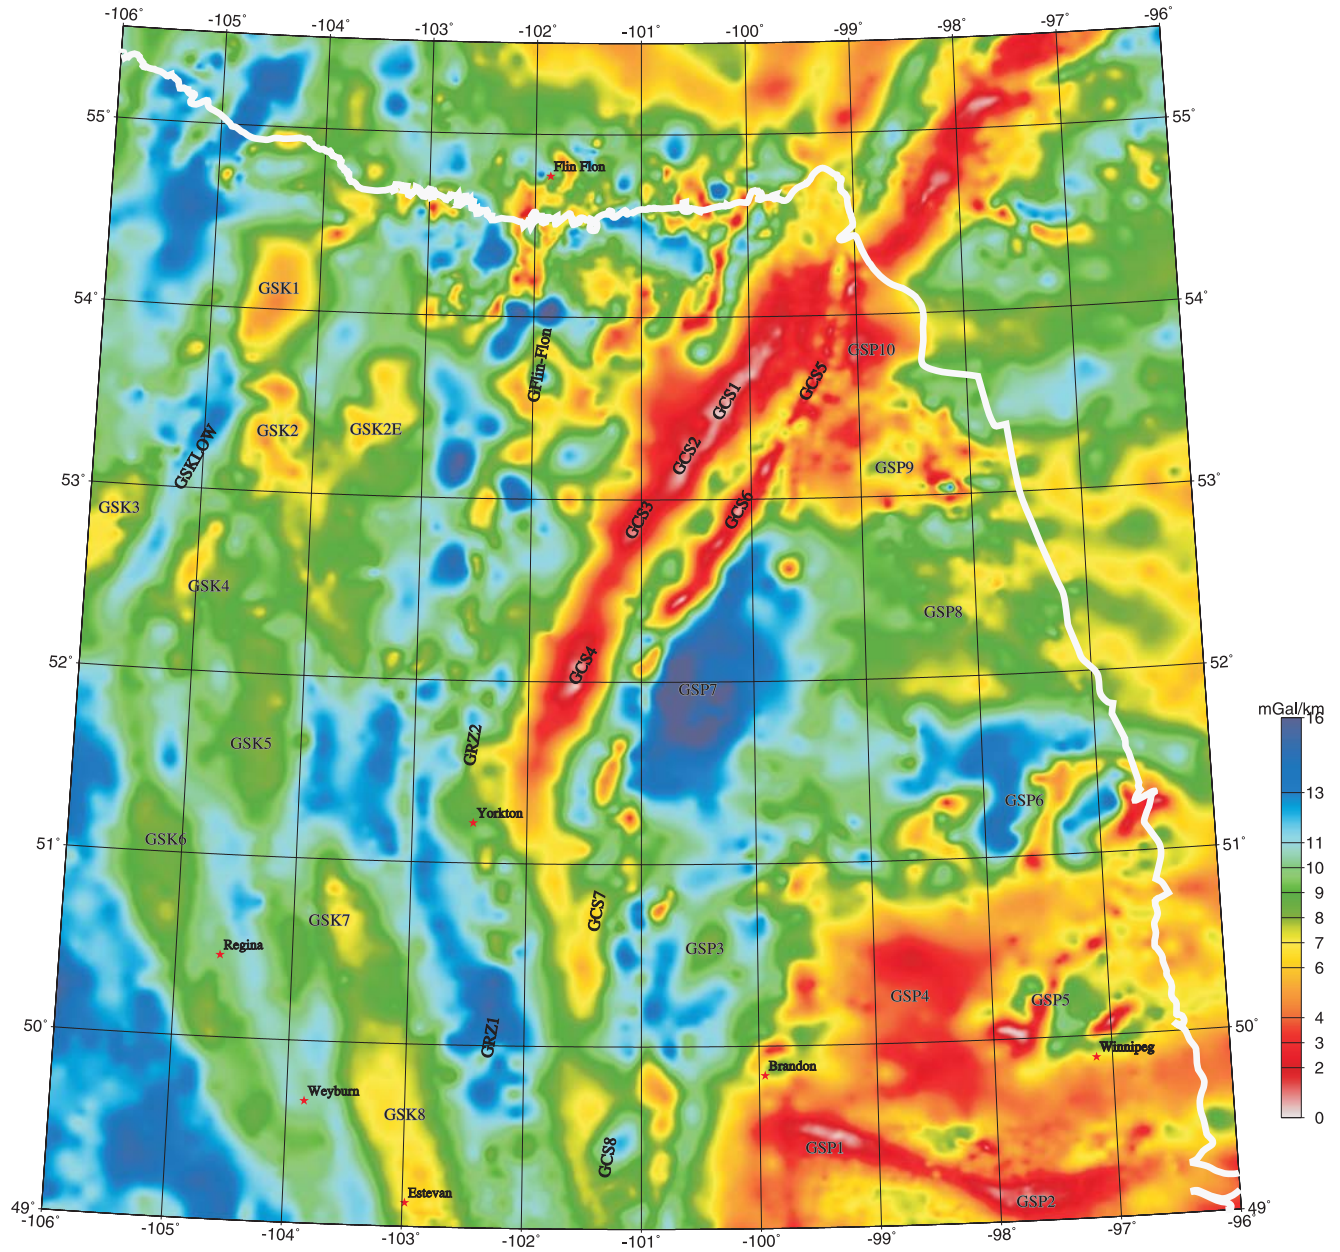 -106˚ -105˚ -104˚ -103˚ -102˚ -101˚ -100˚ -99˚ -98˚ -97˚ -96˚
55˚ 55˚
Flin Flon
54˚ 54˚
GSK1
GSP10
GFlin-Flon
GCS5
GCS1
GSK2 GSK2E
GSKLOW
GCS2
GSP9
53˚ 53˚
GSK3
GCS6
GCS3
GSK4
GSP8
52˚ 52˚
GCS4
GSP7
mGal/km
16
GSK5
GRZ2
13
GSP6
Yorkton
11
51˚ 51˚
GSK6
10
9
GCS7
8
GSK7
Regina
GSP3
7
6
GSP4 GSP5
4
50˚ 50˚
GRZ1
3
Winnipeg
Brandon
2
Weyburn
GSK8
0
GCS8
GSP1
Estevan
GSP2
49˚ 49˚
-106˚ -105˚ -104˚ -103˚ -102˚ -101˚ -100˚ -99˚ -98˚ -97˚ -96˚